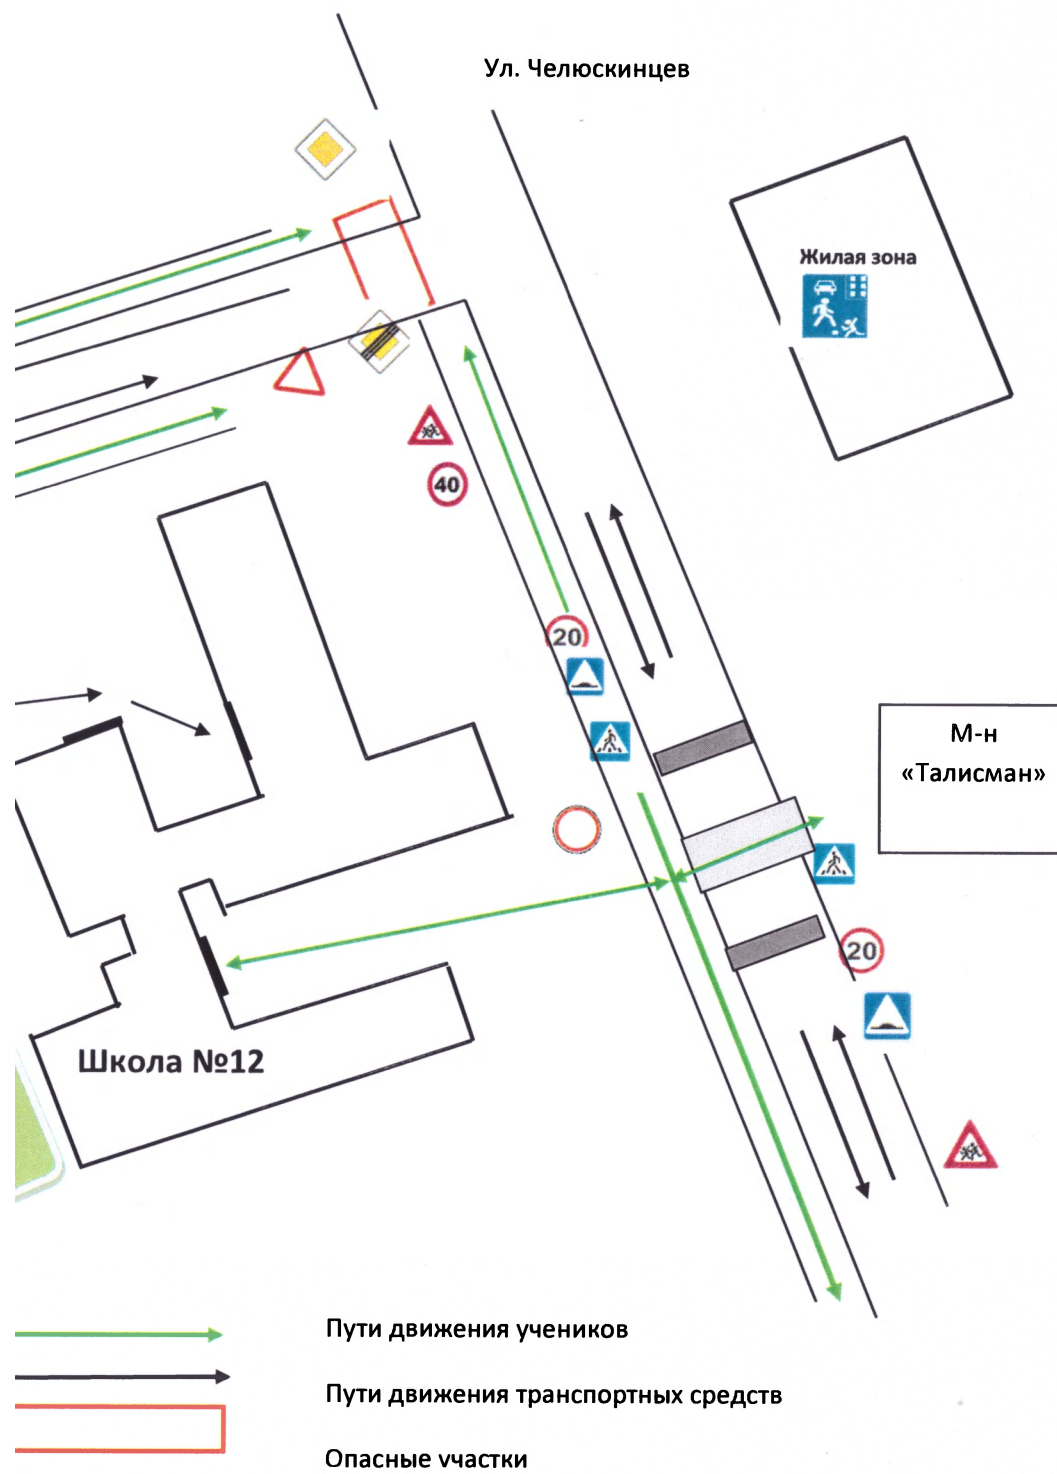 Ул. Челюскинцев
Жилая зона
40
20
М-н
«Талисман»
20
Школа №12
Пути движения учеников
Пути движения транспортных средств
Опасные участки